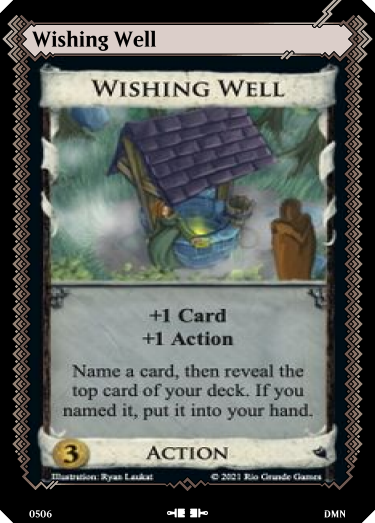 Wishing Well
WISHING WELL
+1 Card
+1 Action
Name a card, then reveal the
top card of your deck. If you
named it, put it into your hand.
3
ACTION
Illustration: Ryan Laukat
© 2021 Rio Grande Games
0506
DMN